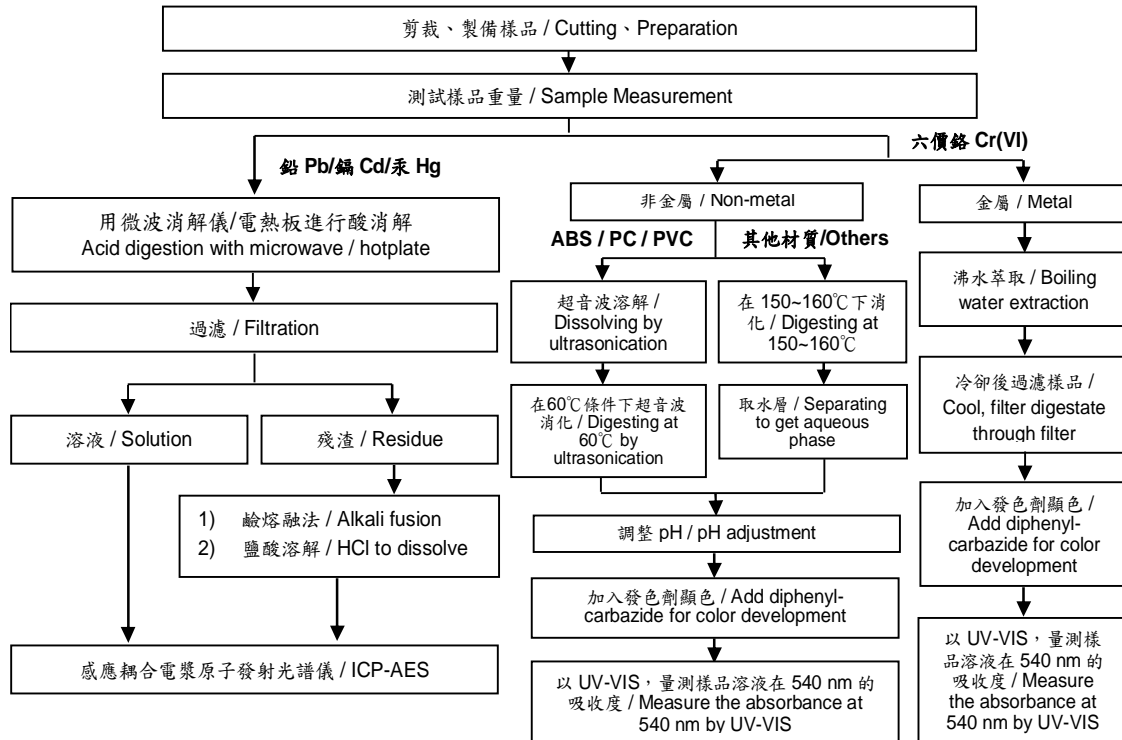 剪裁、製備樣品 / Cutting、Preparation
測試樣品重量 / Sample Measurement
鉛 Pb/鎘 Cd/汞 Hg
六價鉻 Cr(VI)
用微波消解儀/電熱板進行酸消解
Acid digestion with microwave / hotplate
過濾 / Filtration
溶液 / Solution
殘渣 / Residue
1) 鹼熔融法 / Alkali fusion
2) 鹽酸溶解 / HCl to dissolve
感應耦合電漿原子發射光譜儀 / ICP-AES
非金屬 / Non-metal
ABS / PC / PVC
其他材質/Others
超音波溶解 /
Dissolving by
ultrasonication
在 150~160℃下消
化 / Digesting at
150~160℃
在60℃條件下超音波
消化 / Digesting at
60℃ by
ultrasonication
取水層 / Separating
to get aqueous
phase
調整 pH / pH adjustment
加入發色劑顯色 / Add diphenyl-
carbazide for color development
以 UV-VIS，量測樣品溶液在 540 nm 的
吸收度 / Measure the absorbance at
540 nm by UV-VIS
金屬 / Metal
沸水萃取 / Boiling
water extraction
冷卻後過濾樣品 /
Cool, filter digestate
through filter
加入發色劑顯色 /
Add diphenyl-
carbazide for color
development
以 UV-VIS，量測樣
品溶液在 540 nm 的
吸收度 / Measure
the absorbance at
540 nm by UV-VIS